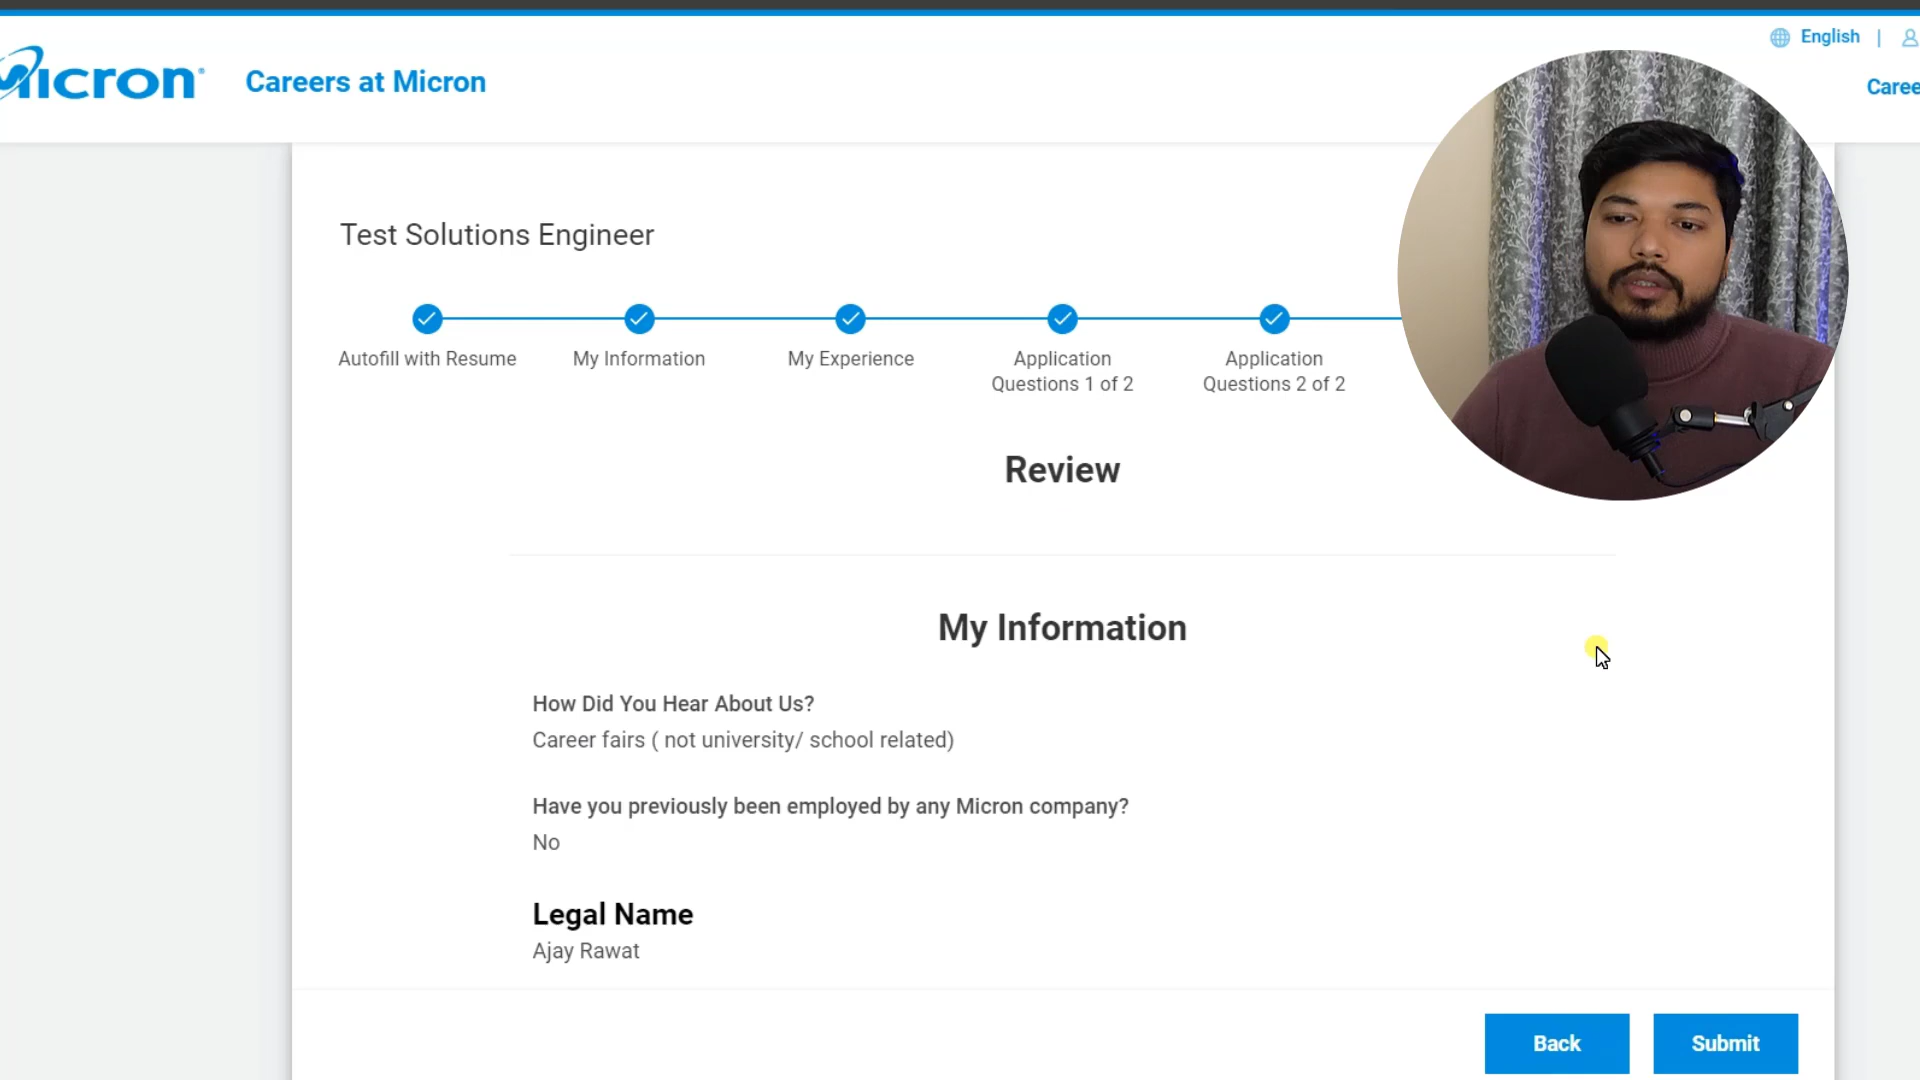 English |
Micron
Careers at Micron
Test Solutions Engineer
Autofill with Resume
My Information
My Experience
Application
Questions 1 of 2
Application
Questions 2 of 2
Review
My Information
How Did You Hear About Us?
Career fairs ( not university/ school related)
Have you previously been employed by any Micron company?
No
Legal Name
Ajay Rawat
Back
Submit